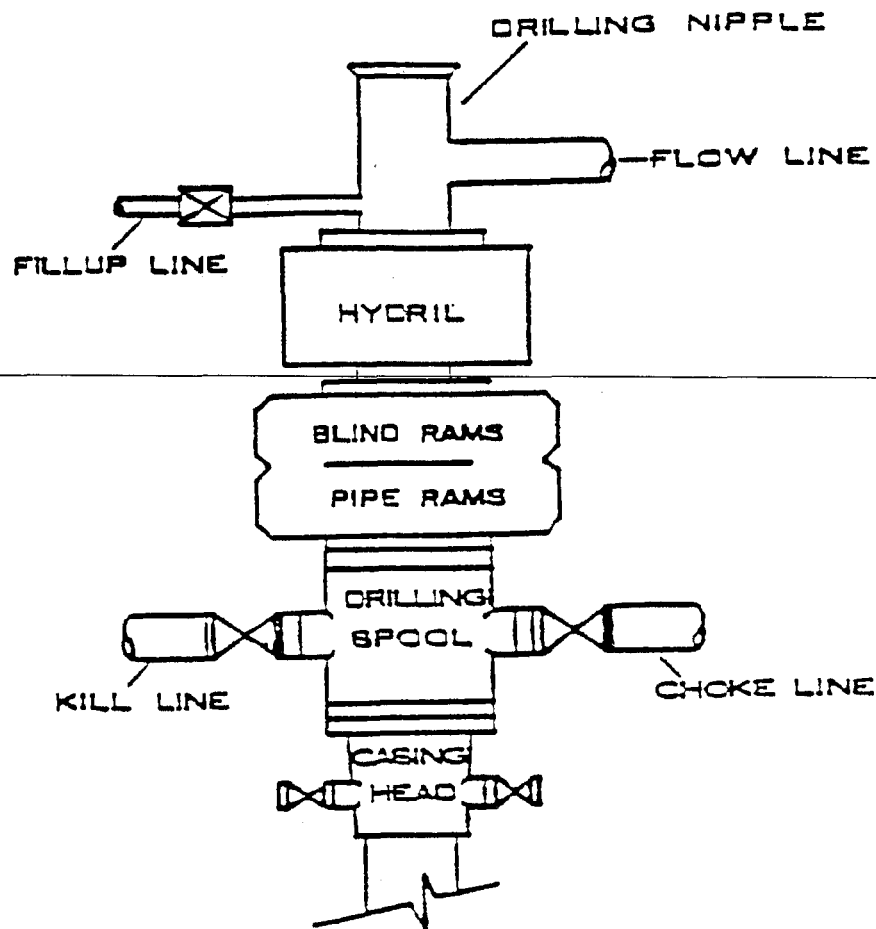 DRILLING NIPPLE
FLOW LINE
FILLUP LINE
HYDRIL
BLIND RAMS
PIPE RAMS
DRILLING
SPOOL
KILL LINE
CHOKE LINE
CASING
HEAD